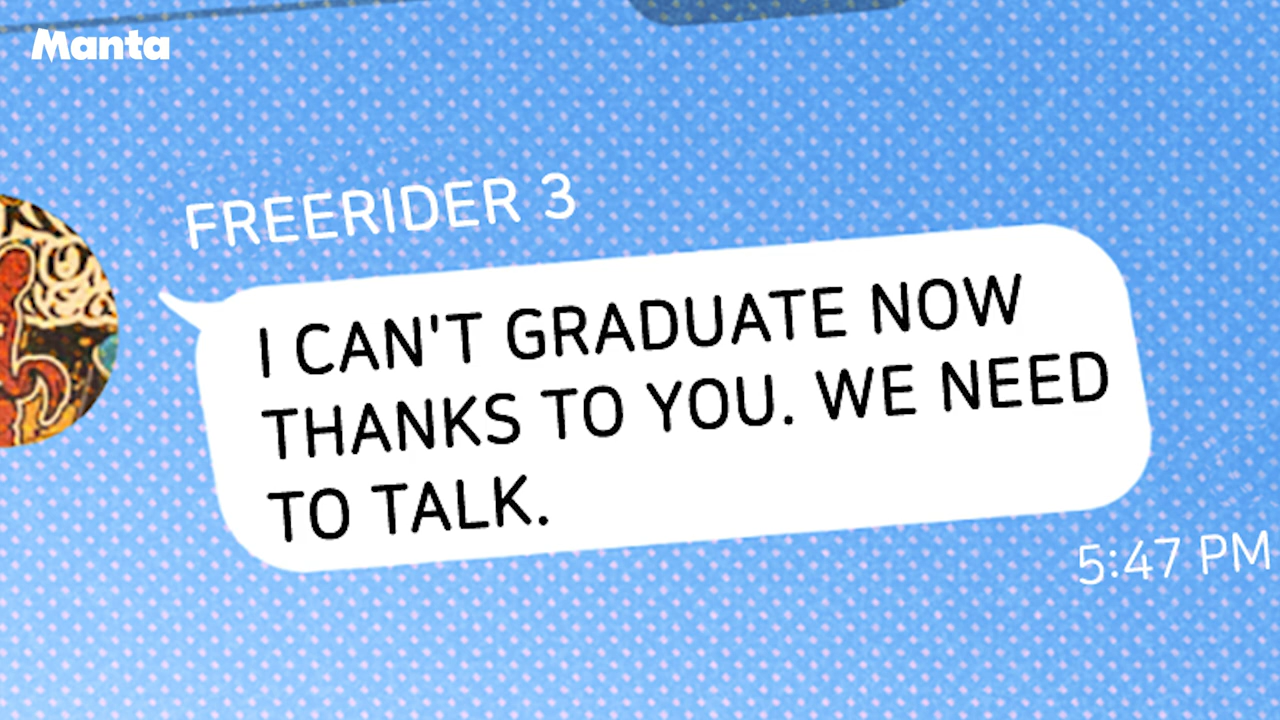 Manta
FREERIDER 3
I CAN'T GRADUATE NOW
THANKS TO YOU. WE NEED
TO TALK.
5:47 PM